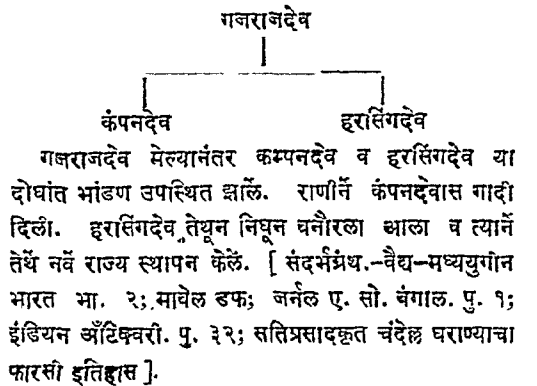 गजराजदेव
कंपनदेव हरसिंगदेव
गजराजदेव मेल्यानंतर कम्पनदेव व हरसिंगदेव या
दोघांत भांडण उपस्थित झालें. राणीनें कंपनदेवास गादी
दिली. हरासिंगदेव तेथून निघून चनौरला आला व त्यानें
तेथें नवें राज्य स्थापन केलें. [ संदर्भग्रंथ.–वैद्य–मध्ययुगीन
भारत भा. २; माबेल डफ; जर्नल ए. सो. बंगाल. पु. १;
इंडियन अँटिक्वरी. पु. ३२; सतिप्रसादकृत चंदेल्ल घराण्याचा
फारसी इतिहास ].